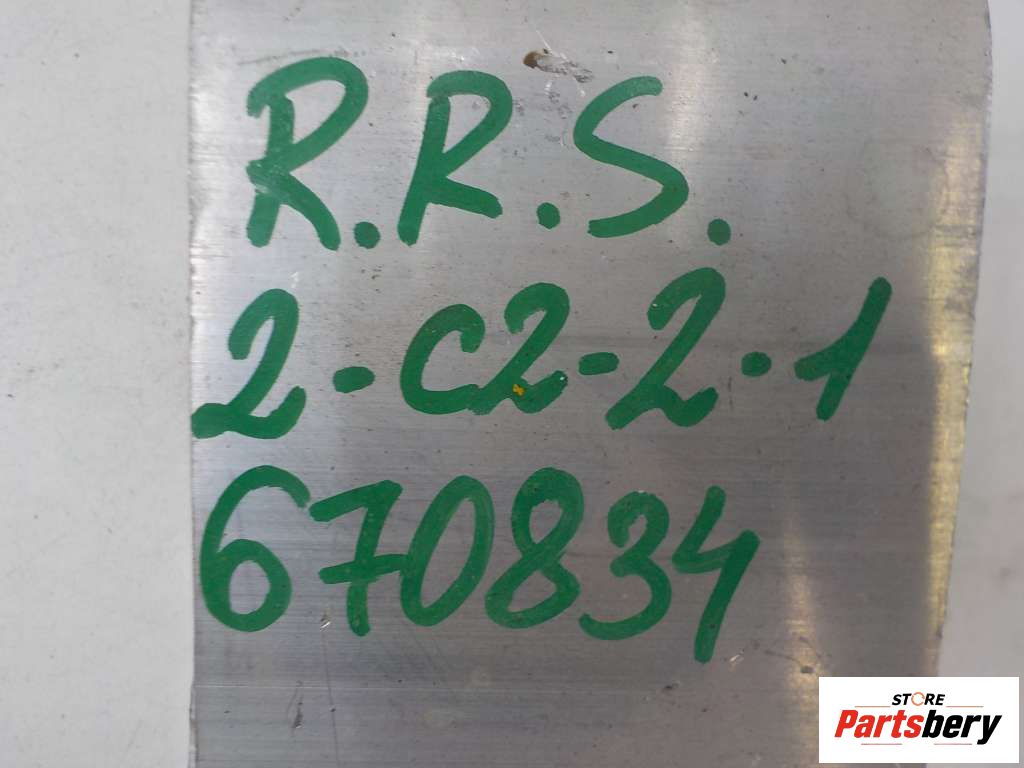 R.R.S.
2-C2-2-1
670834
STORE
Partsbery